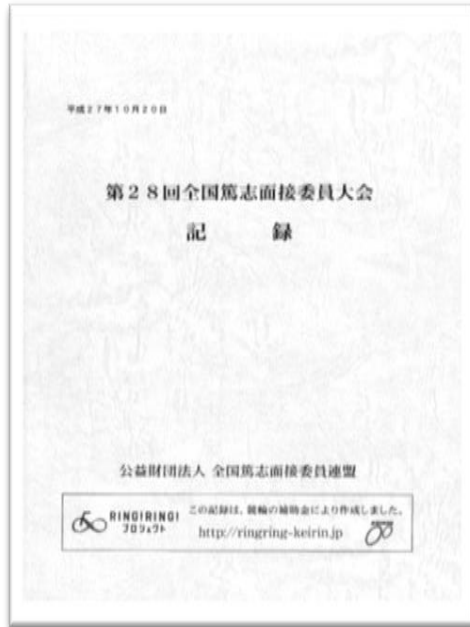 平成27年10月20日
第28回全国篤志面接委員大会
記 録
公益財団法人 全国篤志面接委員連盟
RING!RING!
プロジェクト
この記録は、競輪の補助金により作成しました。
http://ringring-keirin.jp